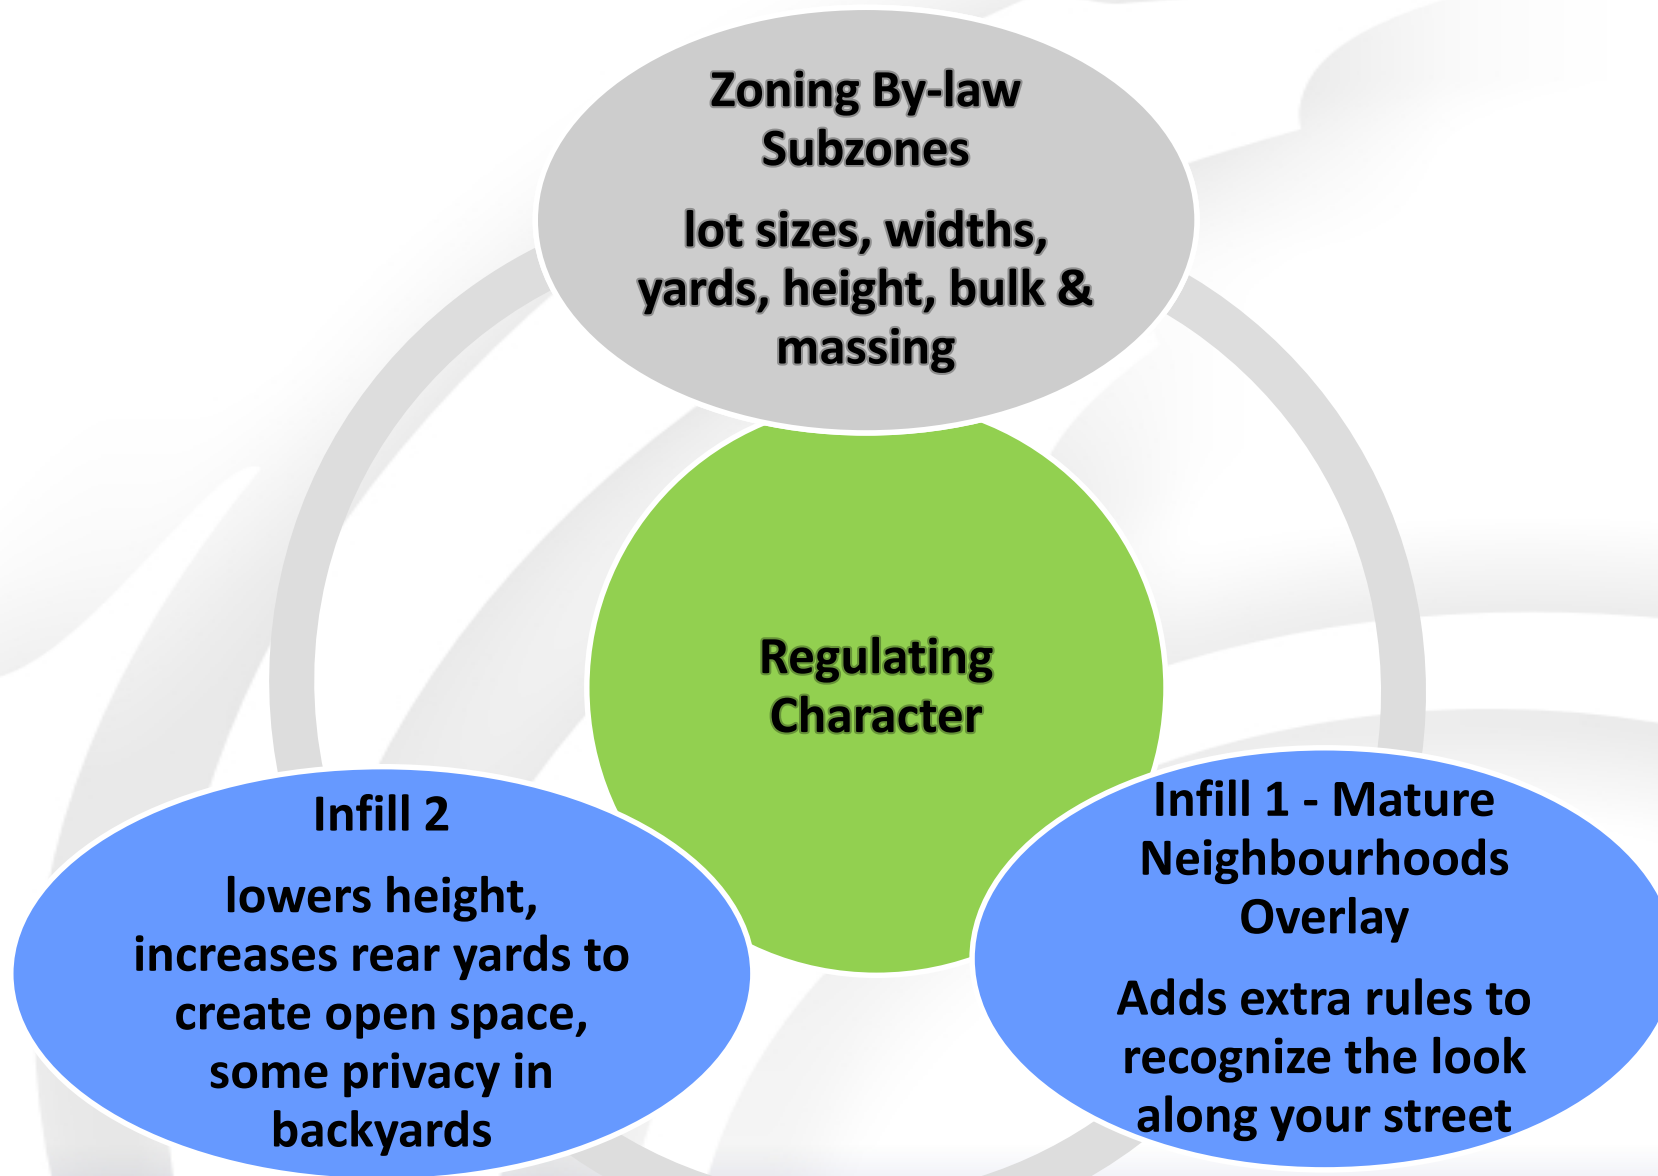 Zoning By-law
Subzones
lot sizes, widths,
yards, height, bulk &
massing
Regulating
Character
Infill 2
lowers height,
increases rear yards to
create open space,
some privacy in
backyards
Infill 1 - Mature
Neighbourhoods
Overlay
Adds extra rules to
recognize the look
along your street